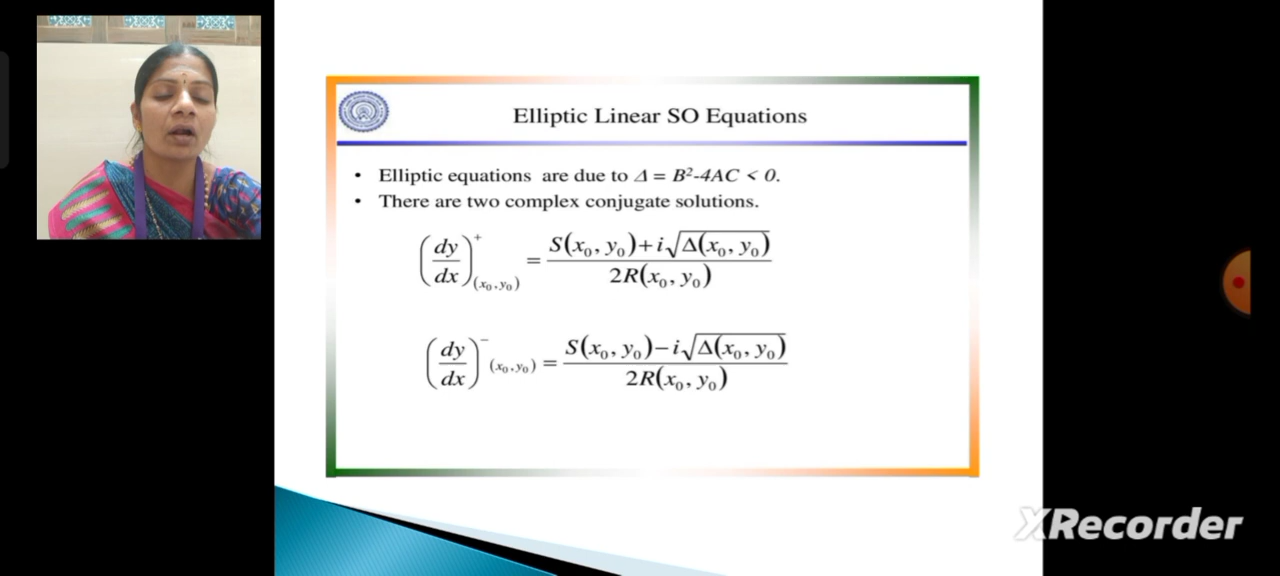 Elliptic Linear SO Equations
• Elliptic equations are due to Δ = B²-4AC < 0.
• There are two complex conjugate solutions.
(dy/dx)⁺(x₀,y₀) = (S(x₀, y₀)+i√Δ(x₀, y₀))/(2R(x₀, y₀))
(dy/dx)⁻(x₀,y₀) = (S(x₀, y₀)−i√Δ(x₀, y₀))/(2R(x₀, y₀))
XRecorder